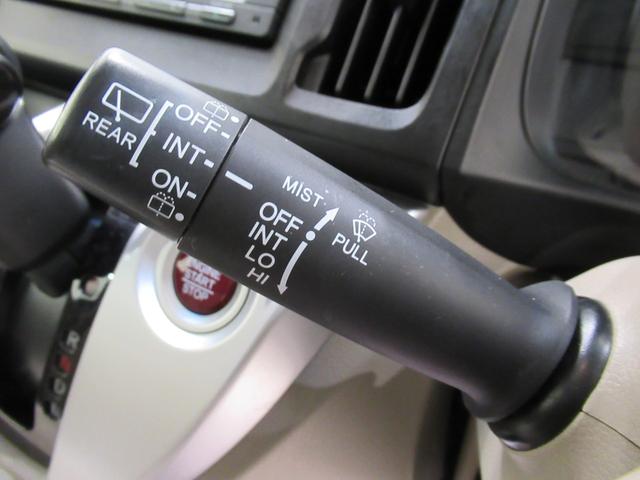 REAR
OFF
INT
ON
MIST
OFF
INT
LO
HI
PULL
ENGINE
START
STOP
R